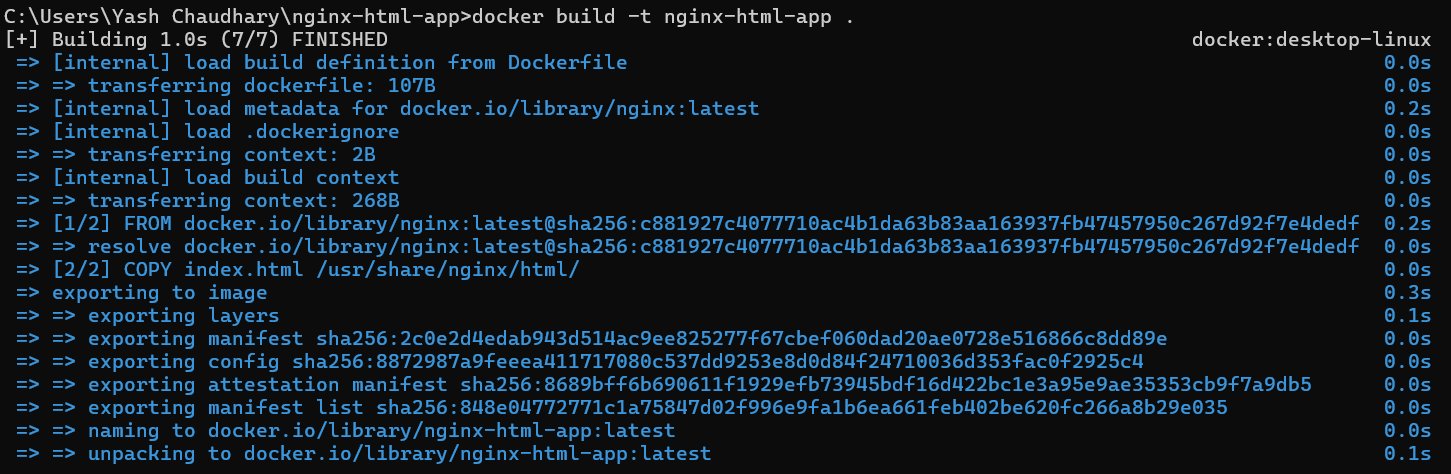 C:\Users\Yash Chaudhary\nginx-html-app>docker build -t nginx-html-app .
[+] Building 1.0s (7/7) FINISHED docker:desktop-linux
=> [internal] load build definition from Dockerfile 0.0s
=> => transferring dockerfile: 107B 0.0s
=> [internal] load metadata for docker.io/library/nginx:latest 0.2s
=> [internal] load .dockerignore 0.0s
=> => transferring context: 2B 0.0s
=> [internal] load build context 0.0s
=> => transferring context: 268B 0.0s
=> [1/2] FROM docker.io/library/nginx:latest@sha256:c881927c4077710ac4b1da63b83aa163937fb47457950c267d92f7e4dedf 0.2s
=> => resolve docker.io/library/nginx:latest@sha256:c881927c4077710ac4b1da63b83aa163937fb47457950c267d92f7e4dedf 0.0s
=> [2/2] COPY index.html /usr/share/nginx/html/ 0.0s
=> exporting to image 0.3s
=> => exporting layers 0.1s
=> => exporting manifest sha256:2c0e2d4edab943d514ac9ee825277f67cbef060dad20ae0728e516866c8dd89e 0.0s
=> => exporting config sha256:8872987a9feeea411717080c537dd9253e8d0d84f24710036d353fac0f2925c4 0.0s
=> => exporting attestation manifest sha256:8689bff6b690611f1929efb73945bdf16d422bc1e3a95e9ae35353cb9f7a9db5 0.0s
=> => exporting manifest list sha256:848e04772771c1a75847d02f996e9fa1b6ea661feb402be620fc266a8b29e035 0.0s
=> => naming to docker.io/library/nginx-html-app:latest 0.0s
=> => unpacking to docker.io/library/nginx-html-app:latest 0.1s